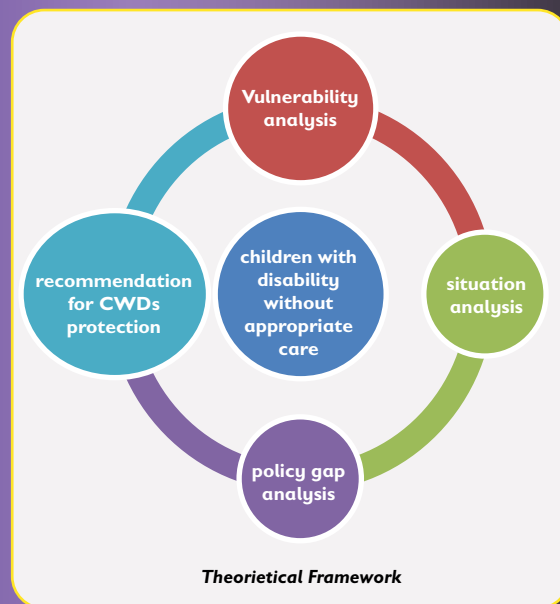 Vulnerability
analysis
children with
disability
without
appropriate
care
situation
analysis
recommendation
for CWDs
protection
policy gap
analysis
Theorietical Framework